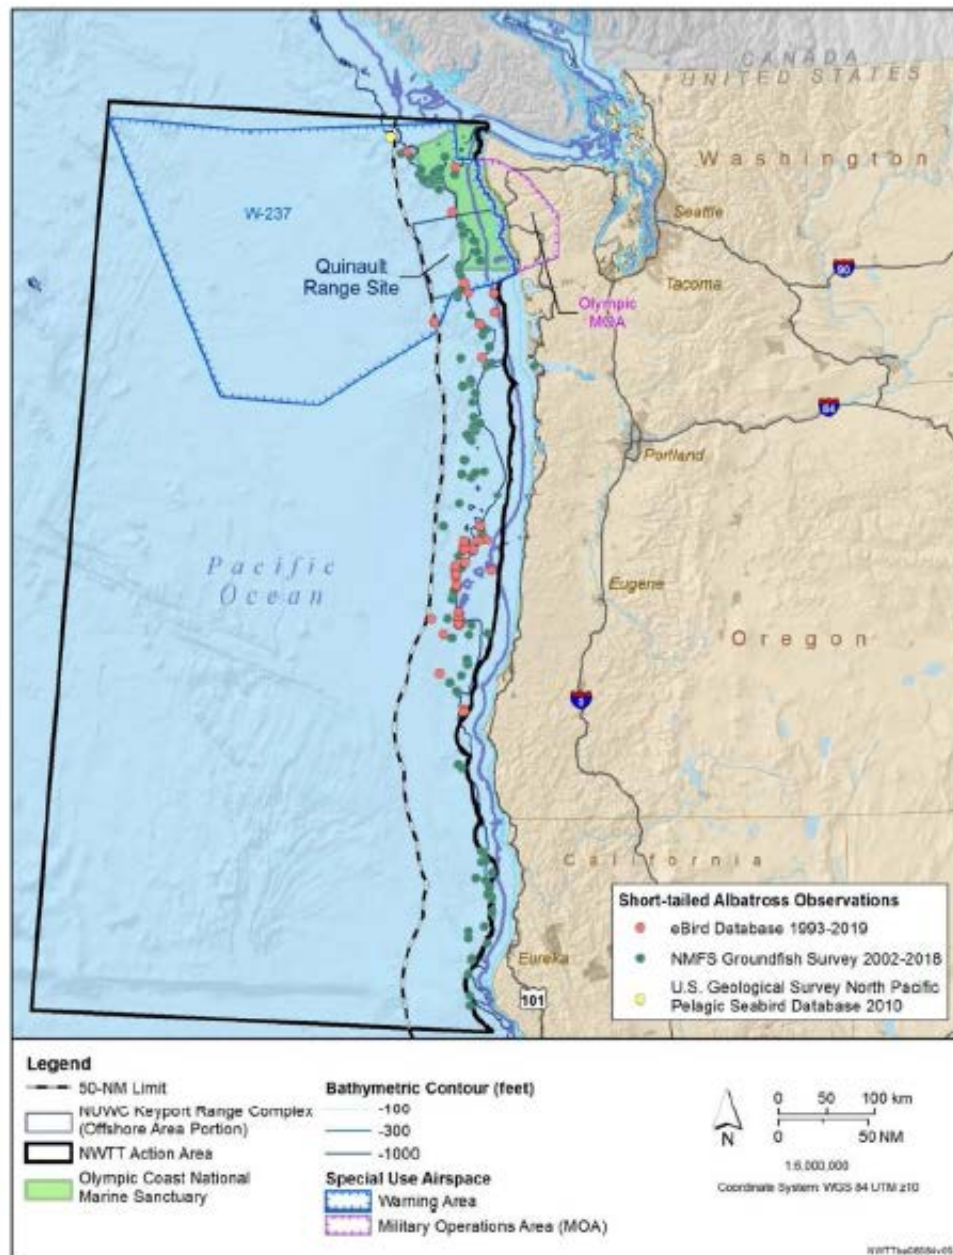 CANADA
UNITED STATES
Washington
W-237
Seattle
Quinault
Range Site
90
Tacoma
Olympic
MOA
84
Portland
Pacific
Ocean
Eugene
Oregon
5
California
Short-tailed Albatross Observations
eBird Database 1993-2019
NMFS Groundfish Survey 2002-2018
U.S. Geological Survey North Pacific
Pelagic Seabird Database 2010
Eureka
101
Legend
50-NM Limit
NUWC Keyport Range Complex
(Offshore Area Portion)
NWTT Action Area
Olympic Coast National
Marine Sanctuary
Bathymetric Contour (feet)
-100
-300
-1000
Special Use Airspace
Warning Area
Military Operations Area (MOA)
N
0 50 100 km
0 50 NM
1:6,000,000
Coordinate System: WGS 84 UTM z10